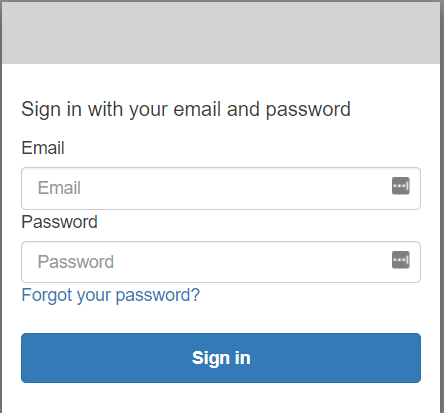 Sign in with your email and password
Email
Email
Password
Password
Forgot your password?
Sign in